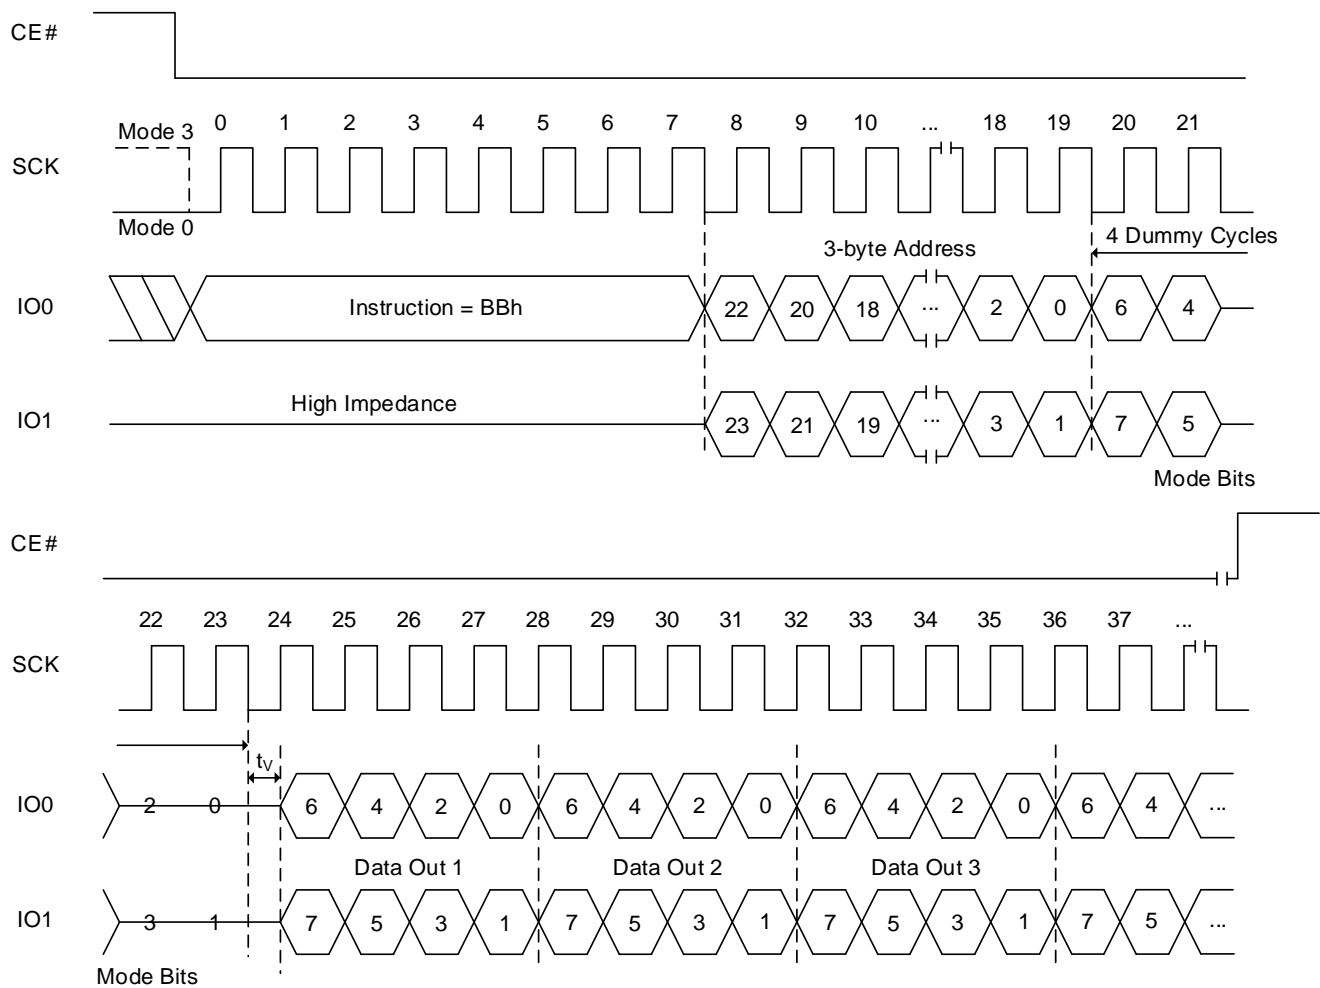 CE#
Mode 3 0 1 2 3 4 5 6 7 8 9 10 ... 18 19 20 21
SCK
Mode 0
3-byte Address 4 Dummy Cycles
IO0 Instruction = BBh 22 20 18 ... 2 0 6 4
High Impedance
IO1 23 21 19 ... 3 1 7 5
Mode Bits
CE#
22 23 24 25 26 27 28 29 30 31 32 33 34 35 36 37 ...
SCK
tV
IO0 2 0 6 4 2 0 6 4 2 0 6 4 2 0 6 4 ...
Data Out 1 Data Out 2 Data Out 3
IO1 3 1 7 5 3 1 7 5 3 1 7 5 3 1 7 5 ...
Mode Bits